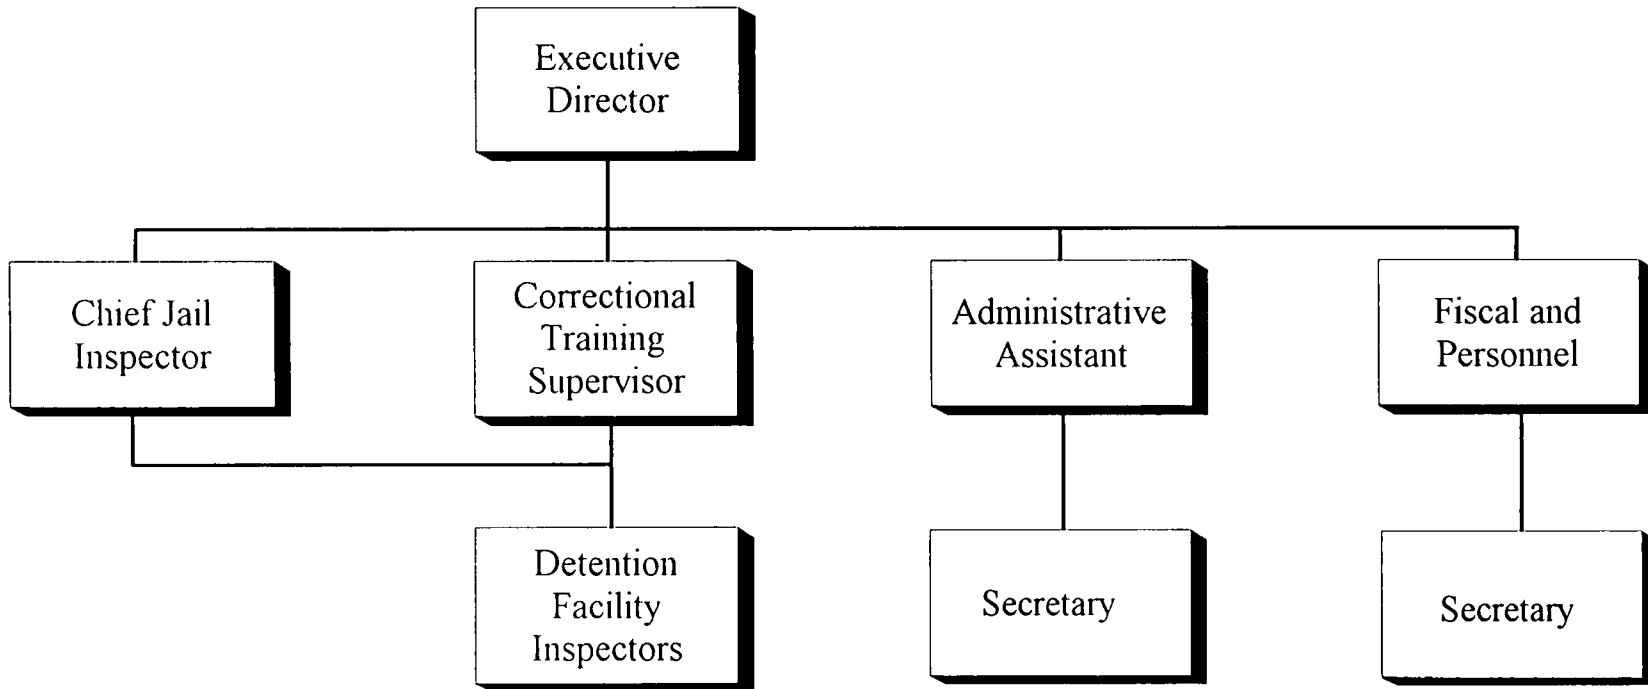 Executive
Director
Chief Jail
Inspector
Correctional
Training
Supervisor
Administrative
Assistant
Fiscal and
Personnel
Detention
Facility
Inspectors
Secretary
Secretary